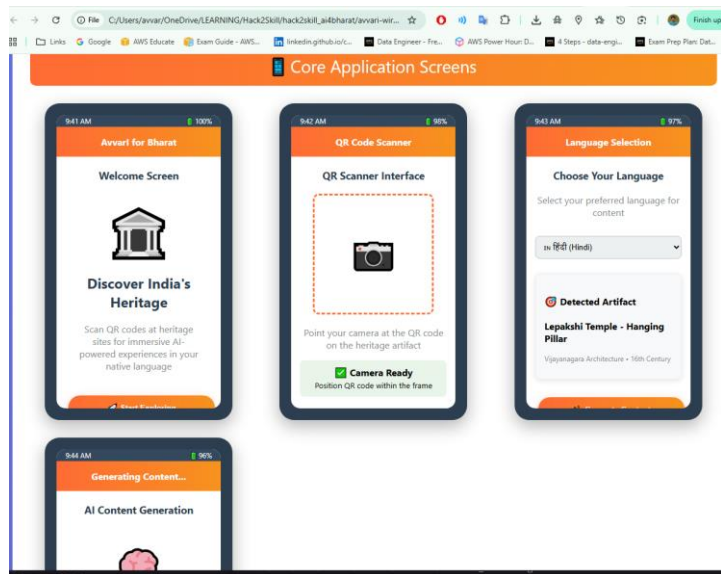 File C:/Users/avvar/OneDrive/LEARNING/Hack2Skill/hack2skill_ai4bharat/avvari-wir...
Finish up
Links Google AWS Educate Exam Guide - AWS... linkedin.github.io/c... Data Engineer - Fre... AWS Power Hour: D... 4 Steps - data-engi... Exam Prep Plan: Dat...
Core Application Screens
9:41 AM 100%
Avvari for Bharat
Welcome Screen
Discover India's
Heritage
Scan QR codes at heritage
sites for immersive AI-
powered experiences in your
native language
Start Exploring
9:42 AM 98%
QR Code Scanner
QR Scanner Interface
Point your camera at the QR code
on the heritage artifact
Camera Ready
Position QR code within the frame
9:43 AM 97%
Language Selection
Choose Your Language
Select your preferred language for
content
IN हिंदी (Hindi)
Detected Artifact
Lepakshi Temple - Hanging
Pillar
Vijayanagara Architecture • 16th Century
9:44 AM 96%
Generating Content...
AI Content Generation